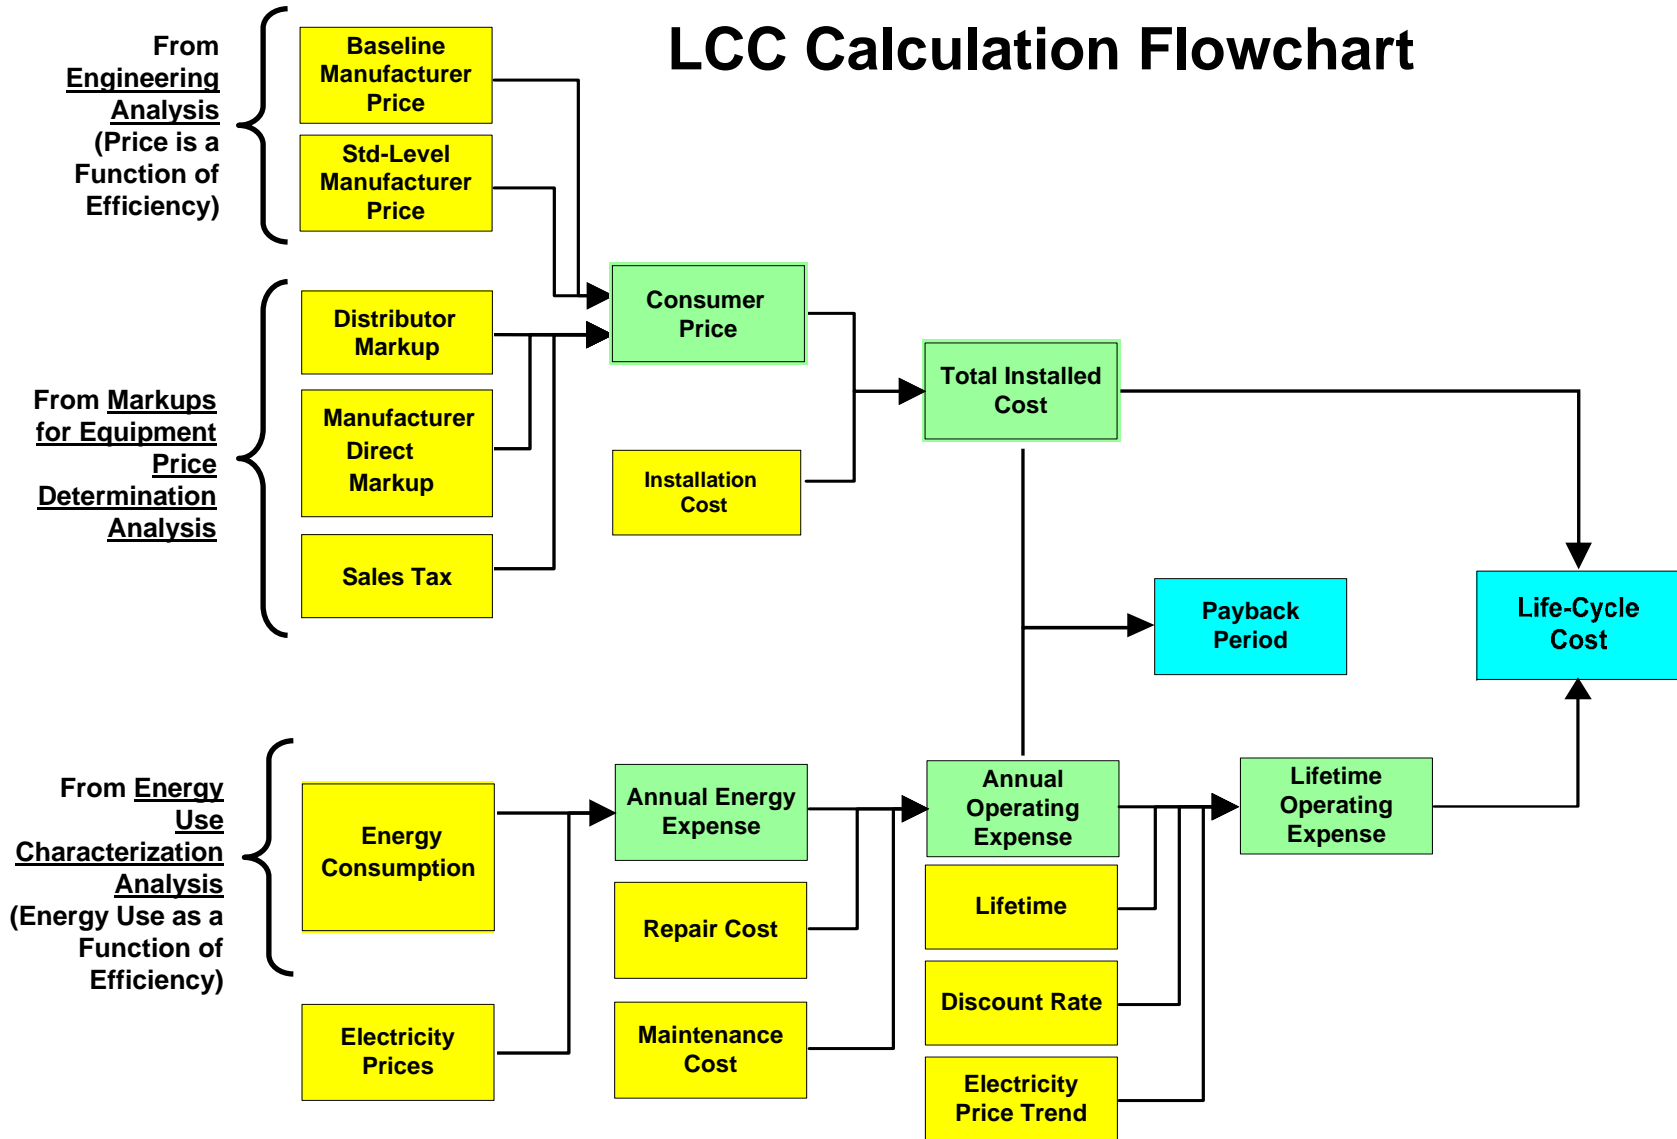 LCC Calculation Flowchart
From
Engineering
Analysis
(Price is a
Function of
Efficiency)
Baseline
Manufacturer
Price
Std-Level
Manufacturer
Price
From Markups
for Equipment
Price
Determination
Analysis
Distributor
Markup
Manufacturer
Direct
Markup
Sales Tax
Consumer
Price
Installation
Cost
Total Installed
Cost
Payback
Period
Life-Cycle
Cost
From Energy
Use
Characterization
Analysis
(Energy Use as a
Function of
Efficiency)
Energy
Consumption
Electricity
Prices
Annual Energy
Expense
Repair Cost
Maintenance
Cost
Annual
Operating
Expense
Lifetime
Discount Rate
Electricity
Price Trend
Lifetime
Operating
Expense